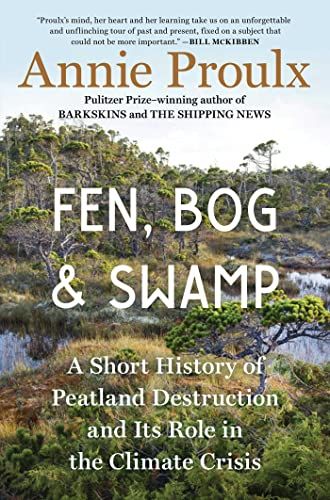 “Proulx’s mind, her heart and her learning take us on an unforgettable
and unflinching tour of past and present, fixed on a subject that
could not be more important.” —BILL MCKIBBEN
Annie Proulx
Pulitzer Prize–winning author of
BARKSKINS and THE SHIPPING NEWS
FEN, BOG
& SWAMP
A Short History of
Peatland Destruction
and Its Role in
the Climate Crisis